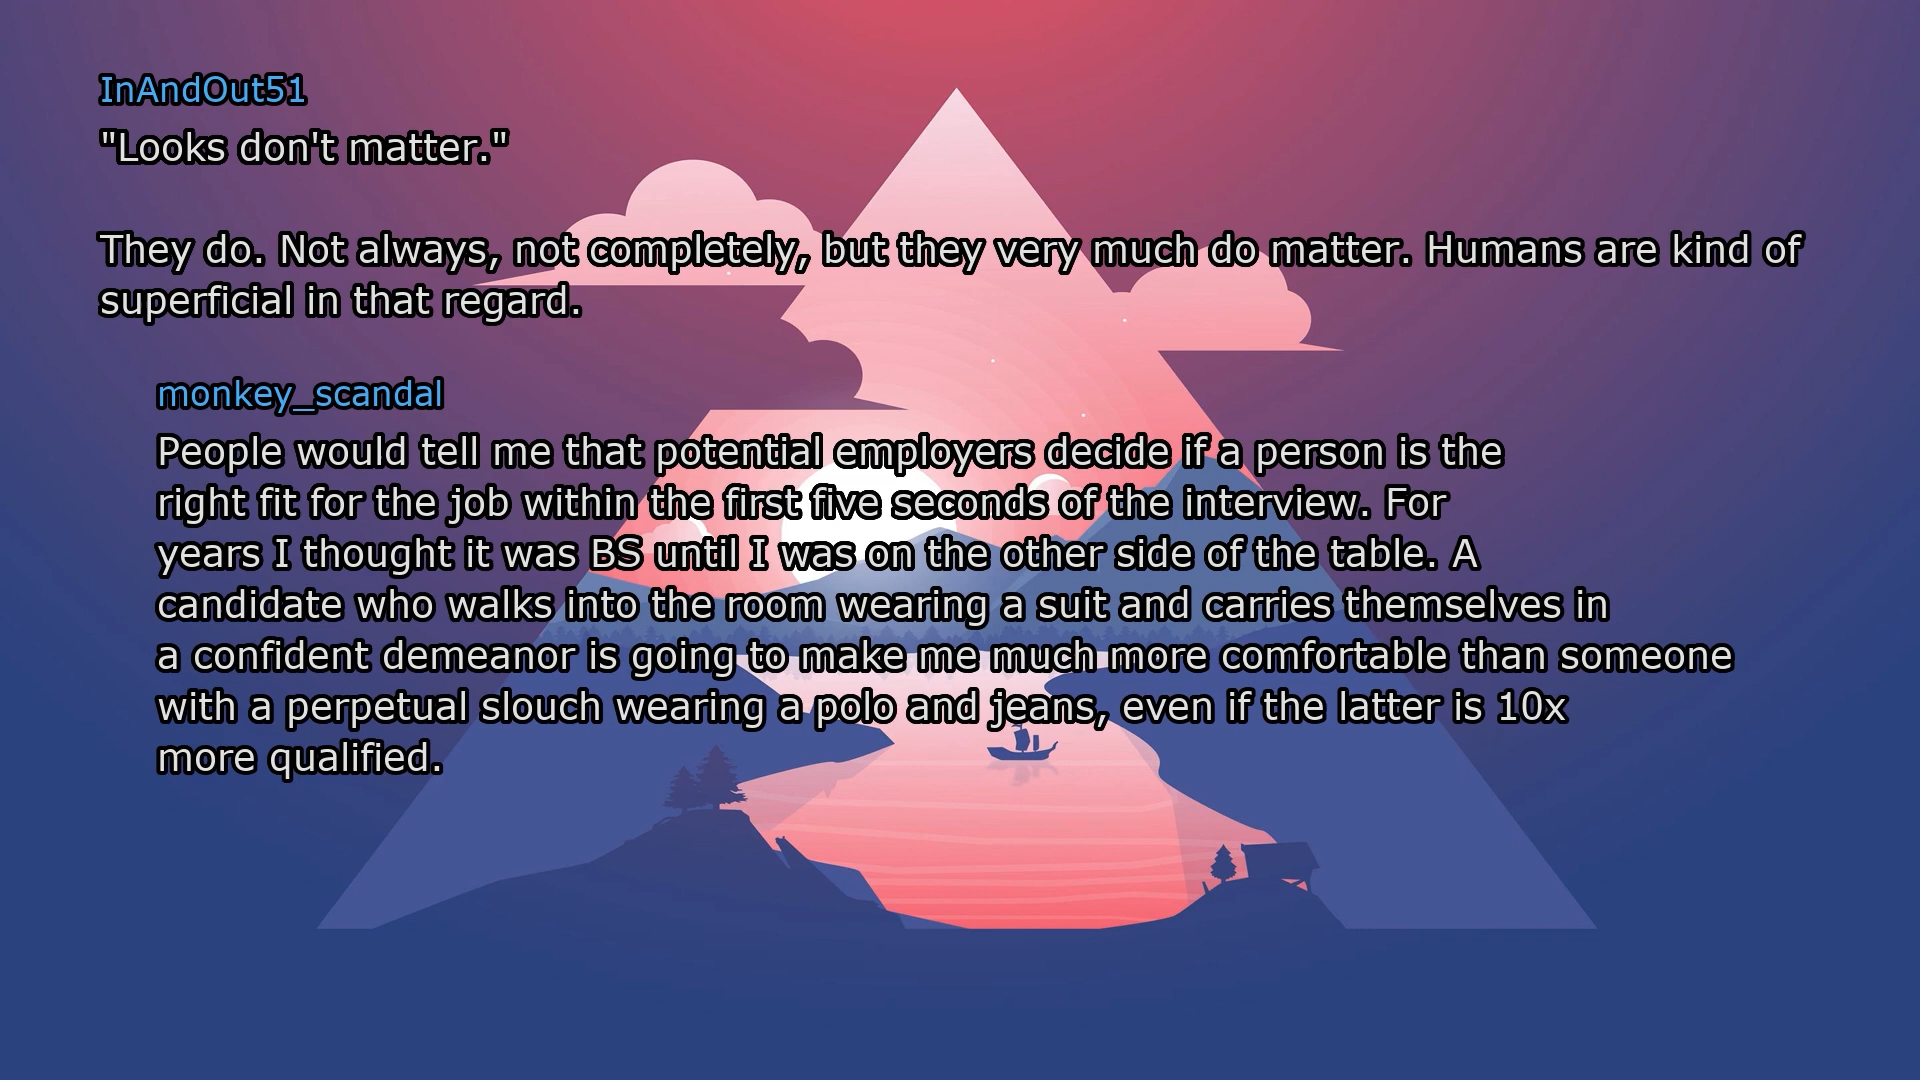 InAndOut51
"Looks don't matter."
They do. Not always, not completely, but they very much do matter. Humans are kind of
superficial in that regard.
monkey_scandal
People would tell me that potential employers decide if a person is the
right fit for the job within the first five seconds of the interview. For
years I thought it was BS until I was on the other side of the table. A
candidate who walks into the room wearing a suit and carries themselves in
a confident demeanor is going to make me much more comfortable than someone
with a perpetual slouch wearing a polo and jeans, even if the latter is 10x
more qualified.